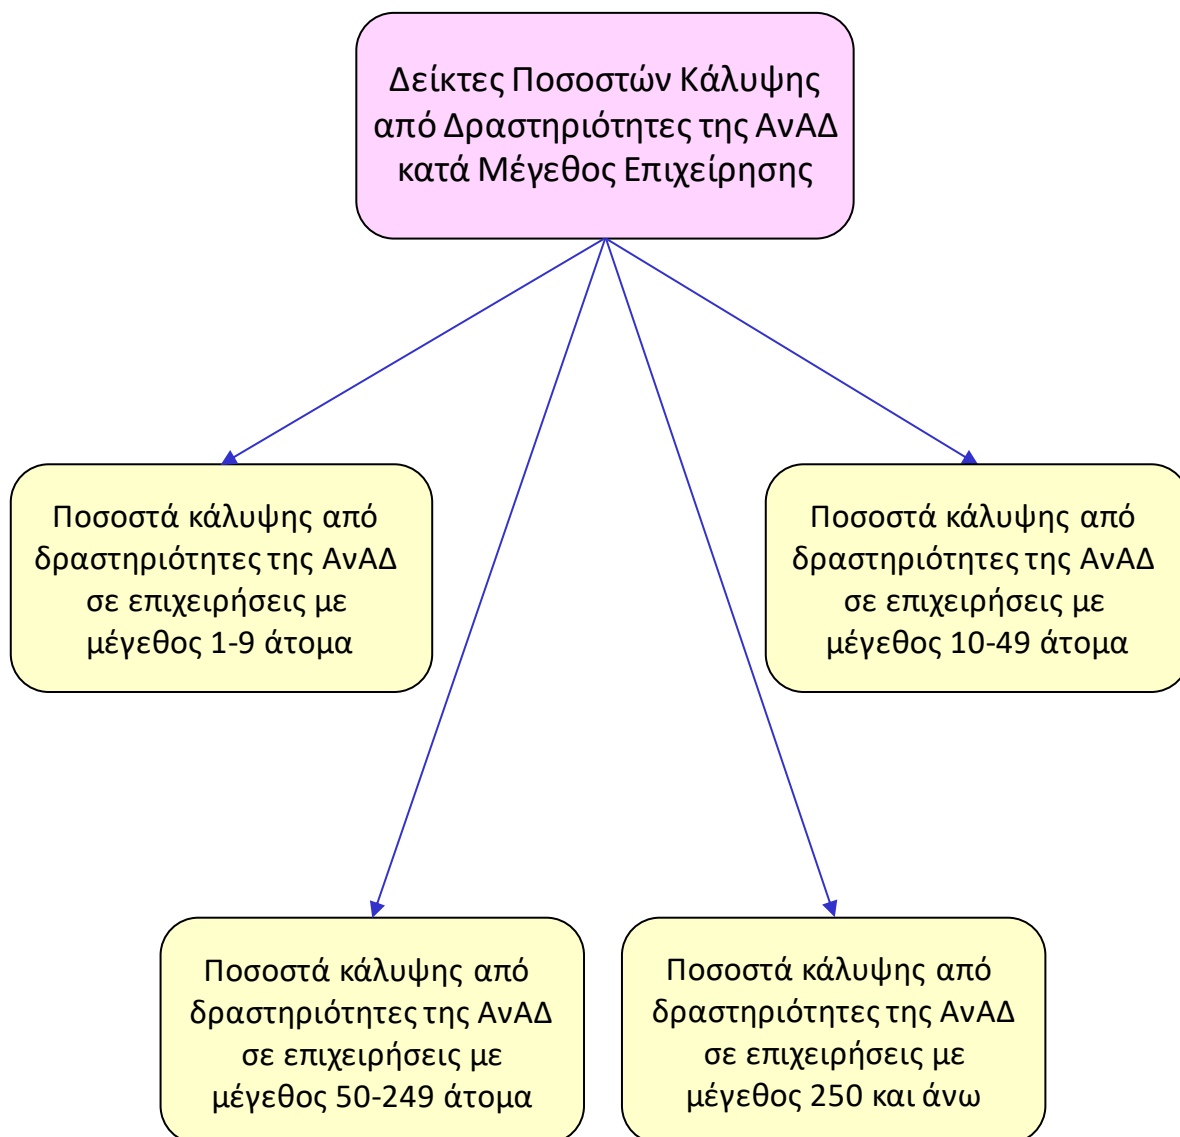 Δείκτες Ποσοστών Κάλυψης
από Δραστηριότητες της ΑνΑΔ
κατά Μέγεθος Επιχείρησης
Ποσοστά κάλυψης από
δραστηριότητες της ΑνΑΔ
σε επιχειρήσεις με
μέγεθος 1-9 άτομα
Ποσοστά κάλυψης από
δραστηριότητες της ΑνΑΔ
σε επιχειρήσεις με
μέγεθος 10-49 άτομα
Ποσοστά κάλυψης από
δραστηριότητες της ΑνΑΔ
σε επιχειρήσεις με
μέγεθος 50-249 άτομα
Ποσοστά κάλυψης από
δραστηριότητες της ΑνΑΔ
σε επιχειρήσεις με
μέγεθος 250 και άνω